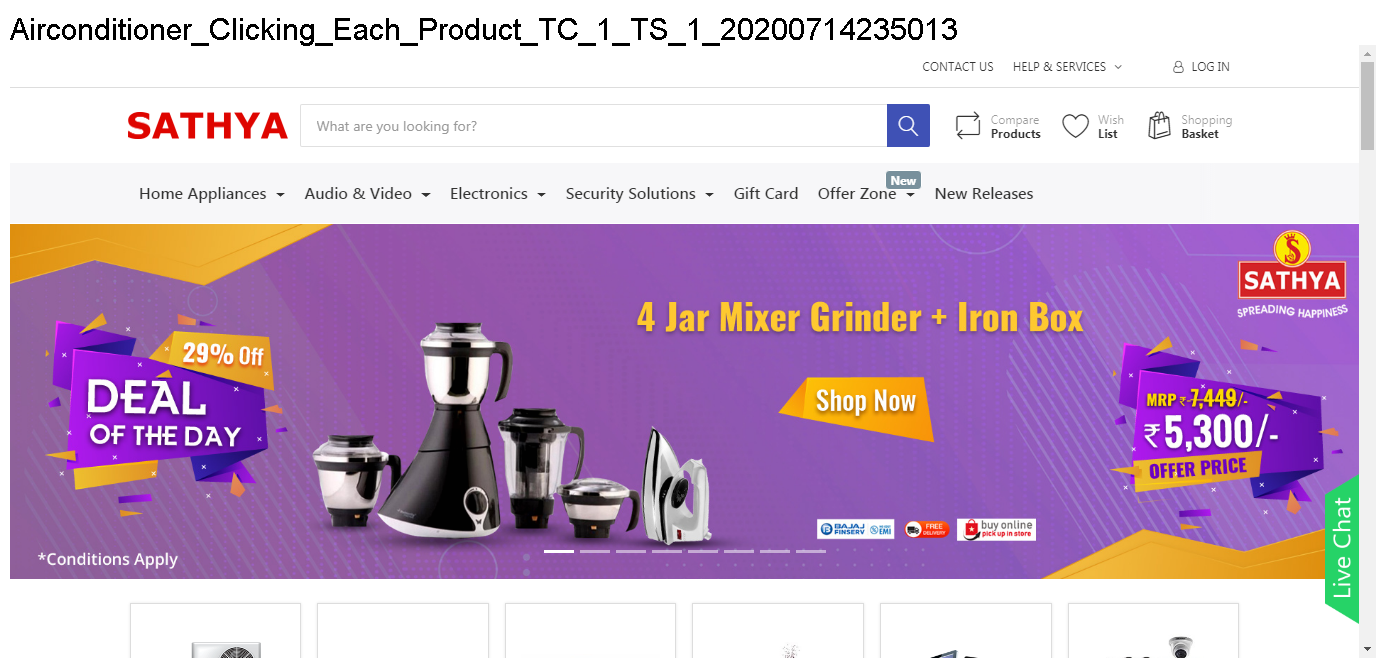 Airconditioner_Clicking_Each_Product_TC_1_TS_1_20200714235013
CONTACT US HELP & SERVICES LOG IN
SATHYA
What are you looking for?
Compare
Products
Wish
List
Shopping
Basket
Home Appliances Audio & Video Electronics Security Solutions Gift Card Offer Zone New New Releases
S
SATHYA
SPREADING HAPPINESS
4 Jar Mixer Grinder + Iron Box
29% Off
DEAL
OF THE DAY
Shop Now
MRP ₹ 7,449/-
₹ 5,300/-
OFFER PRICE
BAJAJ
FINSERV
EMI
FREE
DELIVERY
buy online
pick up in store
*Conditions Apply
Live Chat